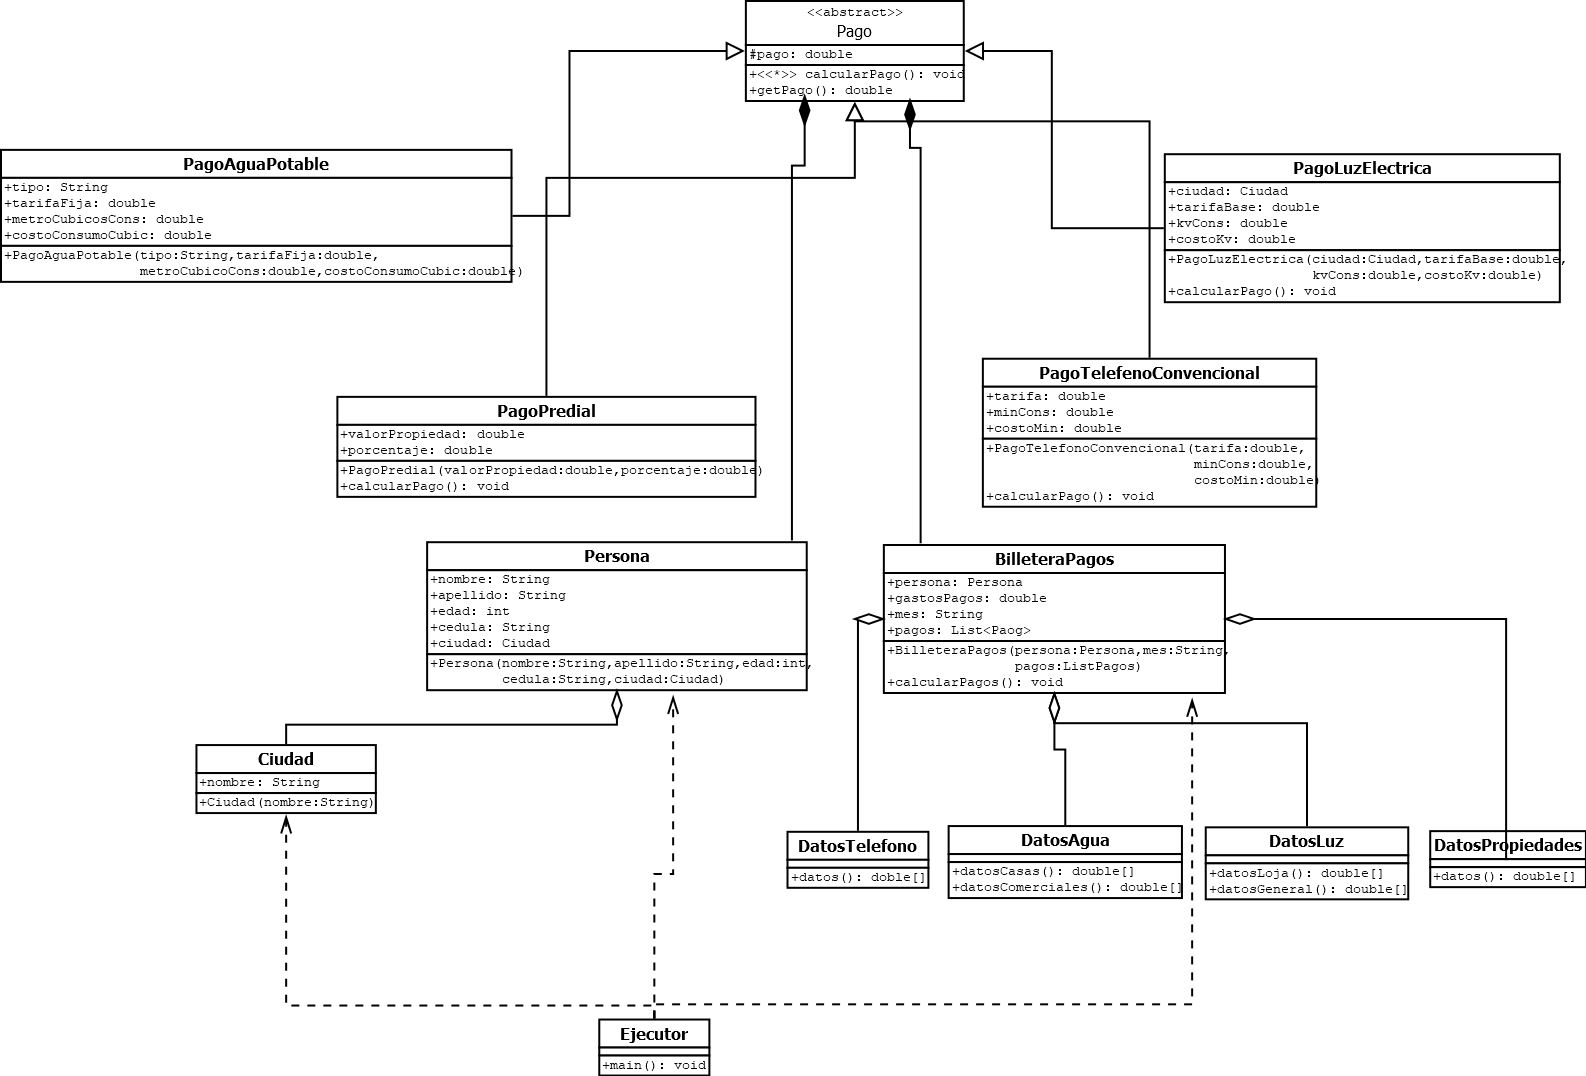 <<abstract>>
Pago
#pago: double
+<<*>> calcularPago(): void
+getPago(): double
PagoAguaPotable
+tipo: String
+tarifaFija: double
+metroCubicosCons: double
+costoConsumoCubic: double
+PagoAguaPotable(tipo:String,tarifaFija:double,
metroCubicoCons:double,costoConsumoCubic:double)
PagoLuzElectrica
+ciudad: Ciudad
+tarifaBase: double
+kvCons: double
+costoKv: double
+PagoLuzElectrica(ciudad:Ciudad,tarifaBase:double,
kvCons:double,costoKv:double)
+calcularPago(): void
PagoPredial
+valorPropiedad: double
+porcentaje: double
+PagoPredial(valorPropiedad:double,porcentaje:double)
+calcularPago(): void
PagoTelefenoConvencional
+tarifa: double
+minCons: double
+costoMin: double
+PagoTelefonoConvencional(tarifa:double,
minCons:double,
costoMin:double)
+calcularPago(): void
Persona
+nombre: String
+apellido: String
+edad: int
+cedula: String
+ciudad: Ciudad
+Persona(nombre:String,apellido:String,edad:int,
cedula:String,ciudad:Ciudad)
BilleteraPagos
+persona: Persona
+gastosPagos: double
+mes: String
+pagos: List<Paog>
+BilleteraPagos(persona:Persona,mes:String,
pagos:ListPagos)
+calcularPagos(): void
Ciudad
+nombre: String
+Ciudad(nombre:String)
DatosTelefono
+datos(): doble[]
DatosAgua
+datosCasas(): double[]
+datosComerciales(): double[]
DatosLuz
+datosLoja(): double[]
+datosGeneral(): double[]
DatosPropiedades
+datos(): double[]
Ejecutor
+main(): void